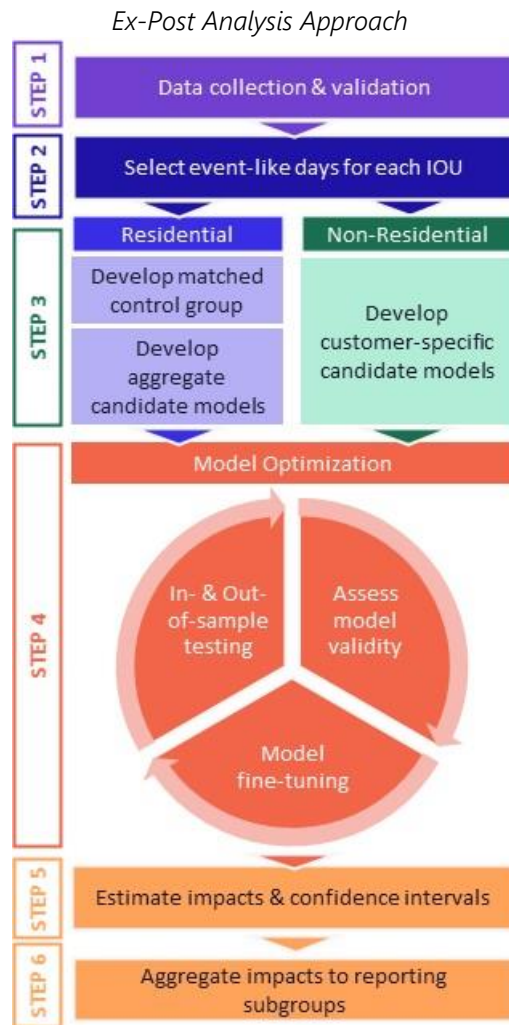 Ex-Post Analysis Approach
STEP 1
Data collection & validation
STEP 2
Select event-like days for each IOU
STEP 3
Residential
Develop matched
control group
Develop
aggregate
candidate models
Non-Residential
Develop
customer-specific
candidate models
STEP 4
Model Optimization
In- & Out-
of-sample
testing
Assess
model
validity
Model
fine-tuning
STEP 5
Estimate impacts & confidence intervals
STEP 6
Aggregate impacts to reporting
subgroups